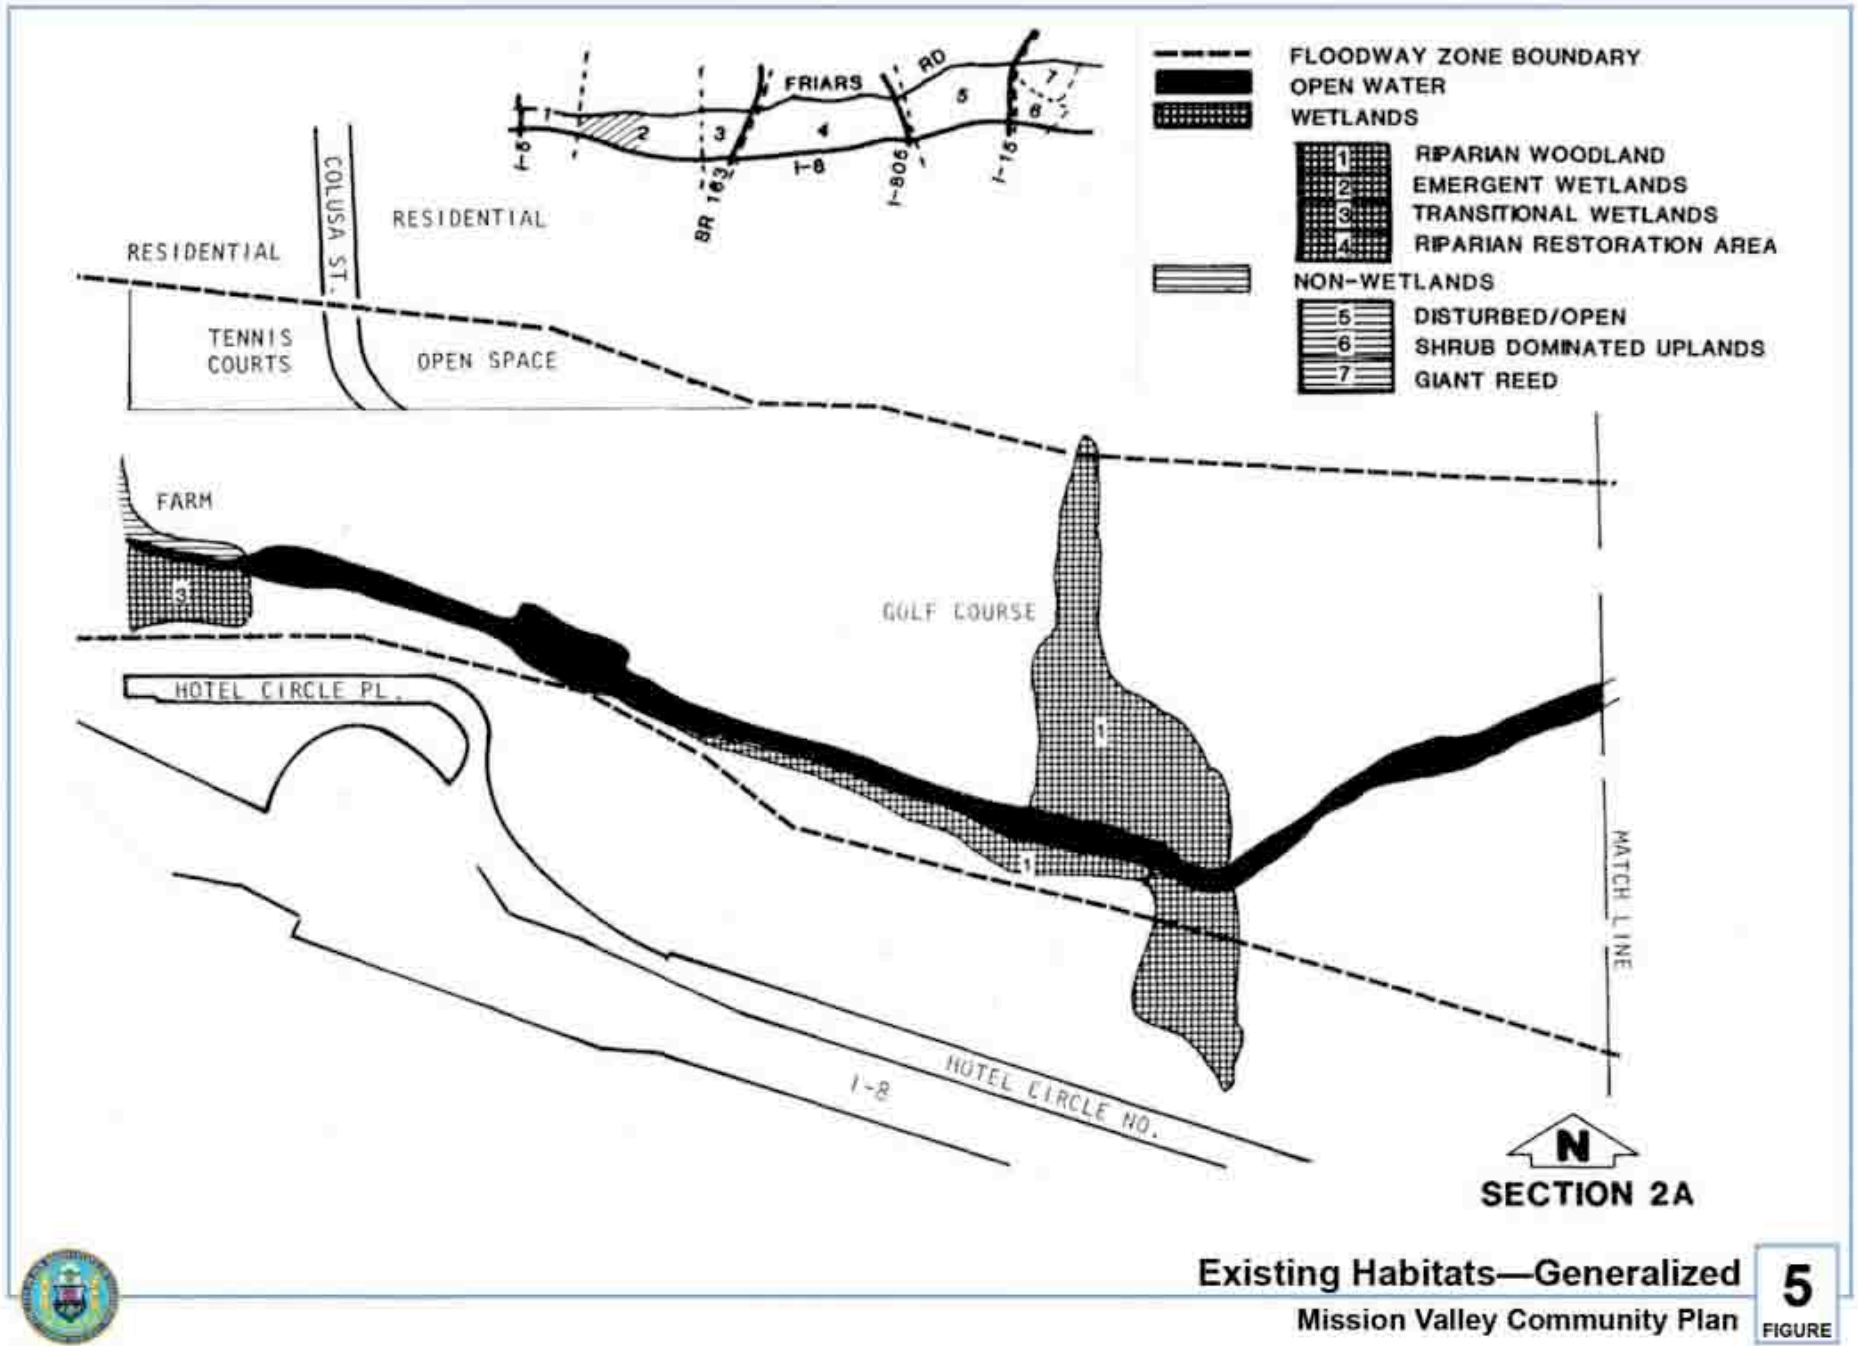 FLOODWAY ZONE BOUNDARY
OPEN WATER
WETLANDS
1 RIPARIAN WOODLAND
2 EMERGENT WETLANDS
3 TRANSITIONAL WETLANDS
4 RIPARIAN RESTORATION AREA
NON-WETLANDS
5 DISTURBED/OPEN
6 SHRUB DOMINATED UPLANDS
7 GIANT REED
FRIARS RD
1
2
3
4
5
6
7
I-8
I-805
I-15
COLUSA ST.
RESIDENTIAL
RESIDENTIAL
TENNIS
COURTS
OPEN SPACE
FARM
3
GOLF COURSE
1
1
HOTEL CIRCLE PL.
HOTEL CIRCLE NO.
I-8
MATCH LINE
N
SECTION 2A
Existing Habitats—Generalized
Mission Valley Community Plan
5
FIGURE